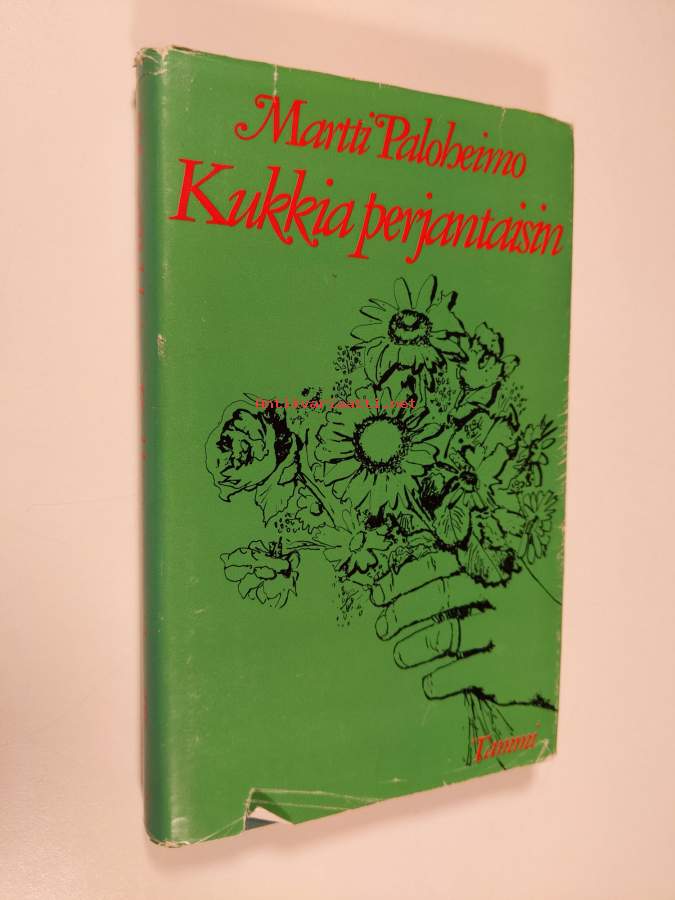 Martti Paloheimo
Kukkia perjantaisin
antikvariaatti.net
Tammi